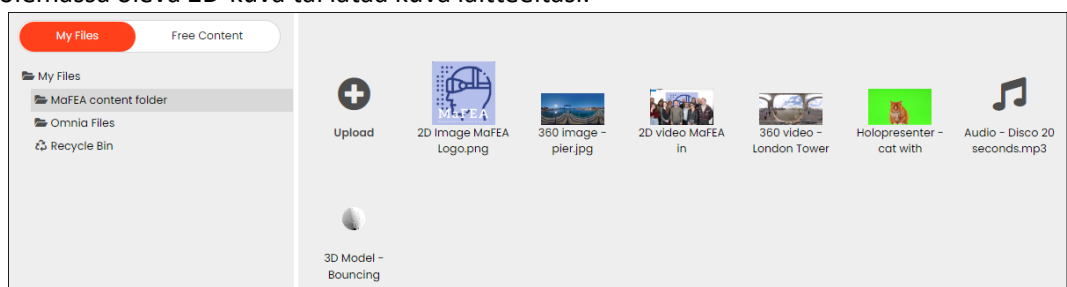 olemassa oleva 2D-kuva tai lataa kuva laitteeltasi.
My Files
Free Content
My Files
MaFEA content folder
Omnia Files
Recycle Bin
Upload
MaFEA
2D Image MaFEA
Logo.png
360 image -
pier.jpg
2D video MaFEA
in
360 video -
London Tower
Holopresenter -
cat with
Audio - Disco 20
seconds.mp3
3D Model -
Bouncing